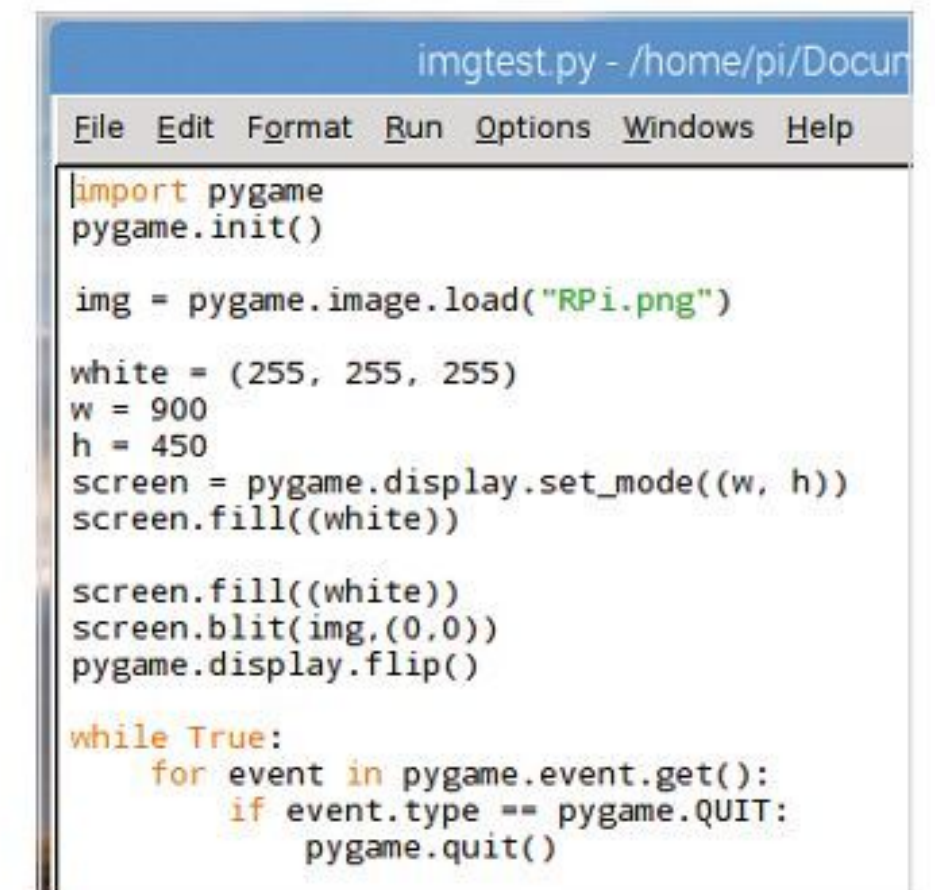 imgtest.py - /home/pi/Docum
File Edit Format Run Options Windows Help
import pygame
pygame.init()
img = pygame.image.load("RPi.png")
white = (255, 255, 255)
w = 900
h = 450
screen = pygame.display.set_mode((w, h))
screen.fill((white))
screen.fill((white))
screen.blit(img,(0,0))
pygame.display.flip()
while True:
    for event in pygame.event.get():
        if event.type == pygame.QUIT:
            pygame.quit()